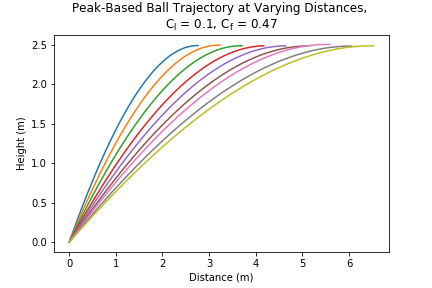 Peak-Based Ball Trajectory at Varying Distances,
C_l = 0.1, C_f = 0.47
2.5
2.0
1.5
1.0
0.5
0.0
Height (m)
0 1 2 3 4 5 6
Distance (m)